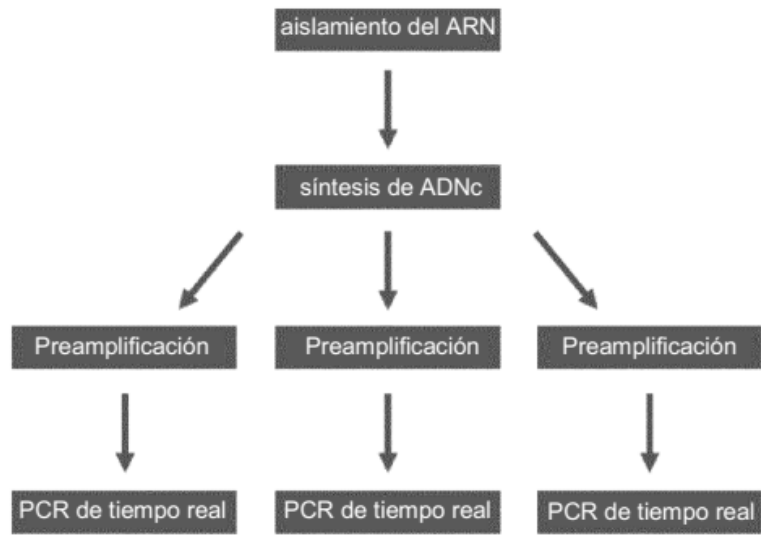 aislamiento del ARN
síntesis de ADNc
Preamplificación Preamplificación Preamplificación
PCR de tiempo real PCR de tiempo real PCR de tiempo real